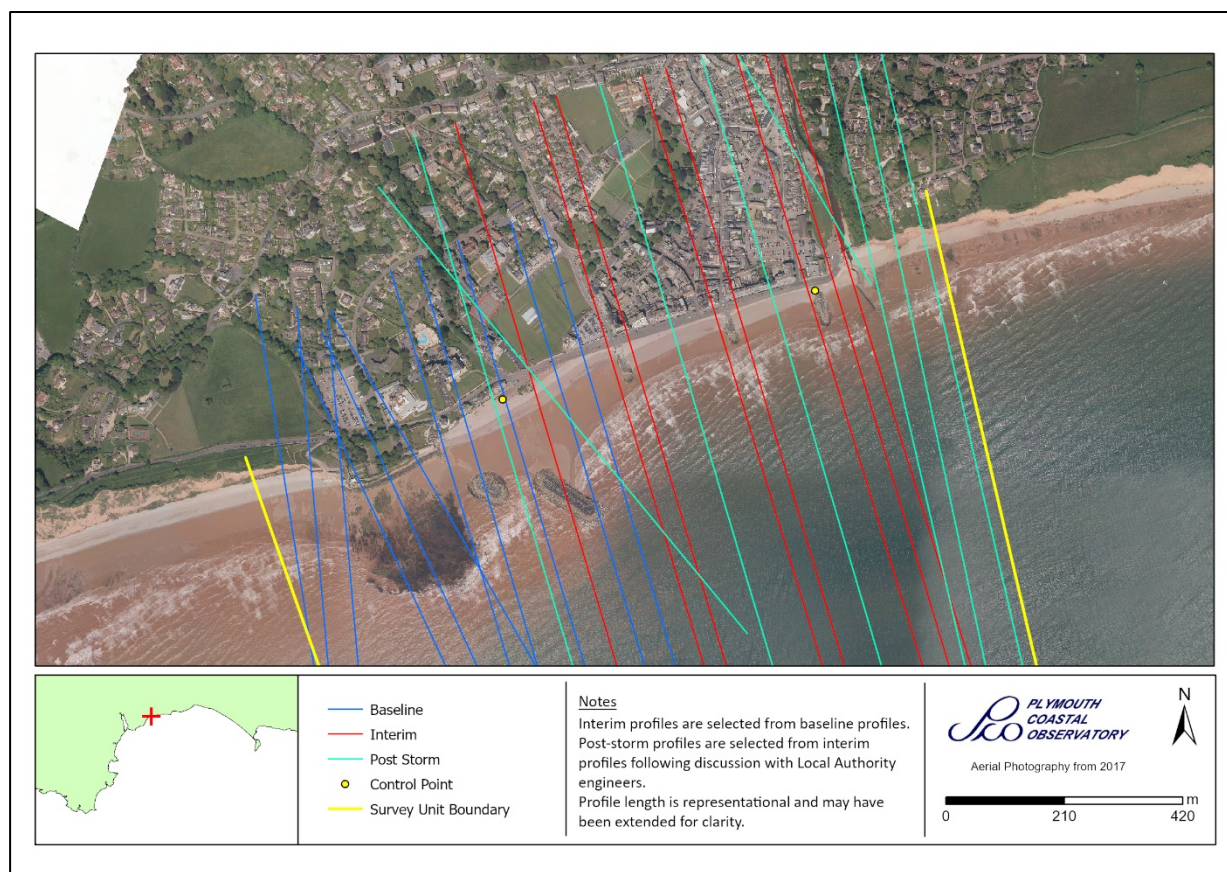 Baseline
Interim
Post Storm
Control Point
Survey Unit Boundary
Notes
Interim profiles are selected from baseline profiles.
Post-storm profiles are selected from interim
profiles following discussion with Local Authority
engineers.
Profile length is representational and may have
been extended for clarity.
PCO PLYMOUTH
COASTAL
OBSERVATORY
N
Aerial Photography from 2017
m
0 210 420